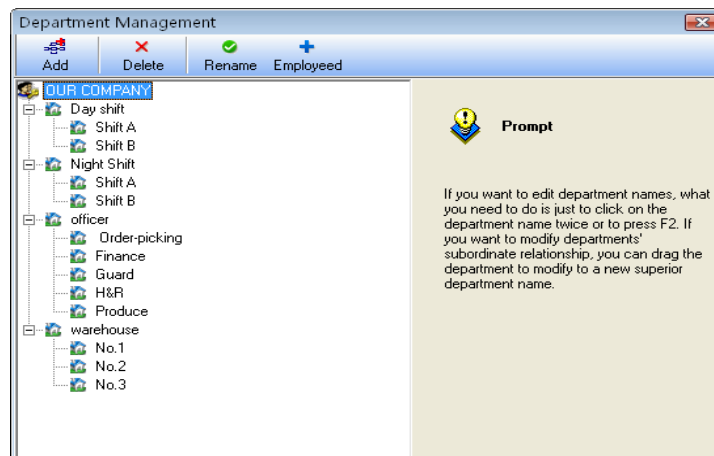 Department Management
Add Delete Rename Employeed
OUR COMPANY
Day shift
Shift A
Shift B
Night Shift
Shift A
Shift B
officer
Order-picking
Finance
Guard
H&R
Produce
warehouse
No.1
No.2
No.3
Prompt
If you want to edit department names, what
you need to do is just to click on the
department name twice or to press F2. If
you want to modify departments'
subordinate relationship, you can drag the
department to modify to a new superior
department name.